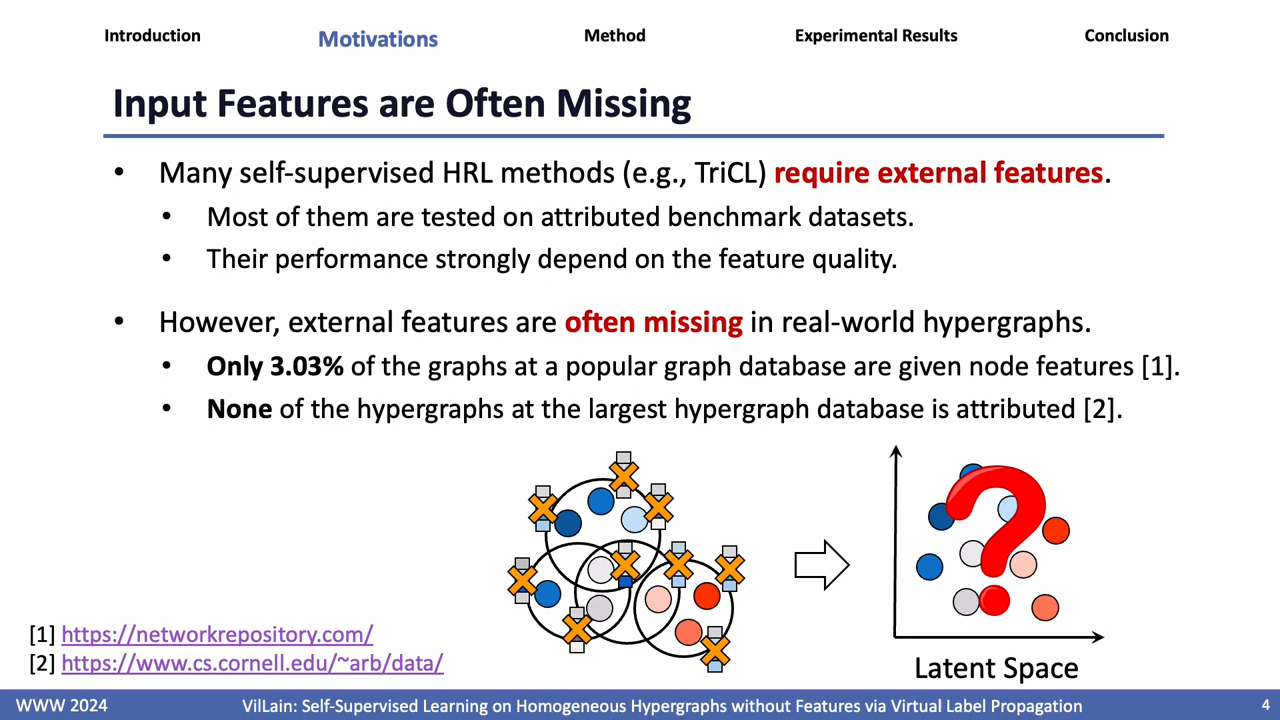 Introduction
Motivations
Method
Experimental Results
Conclusion
Input Features are Often Missing
• Many self-supervised HRL methods (e.g., TriCL) require external features.
• Most of them are tested on attributed benchmark datasets.
• Their performance strongly depend on the feature quality.
• However, external features are often missing in real-world hypergraphs.
• Only 3.03% of the graphs at a popular graph database are given node features [1].
• None of the hypergraphs at the largest hypergraph database is attributed [2].
?
Latent Space
[1] https://networkrepository.com/
[2] https://www.cs.cornell.edu/~arb/data/
WWW 2024
VilLain: Self-Supervised Learning on Homogeneous Hypergraphs without Features via Virtual Label Propagation
4